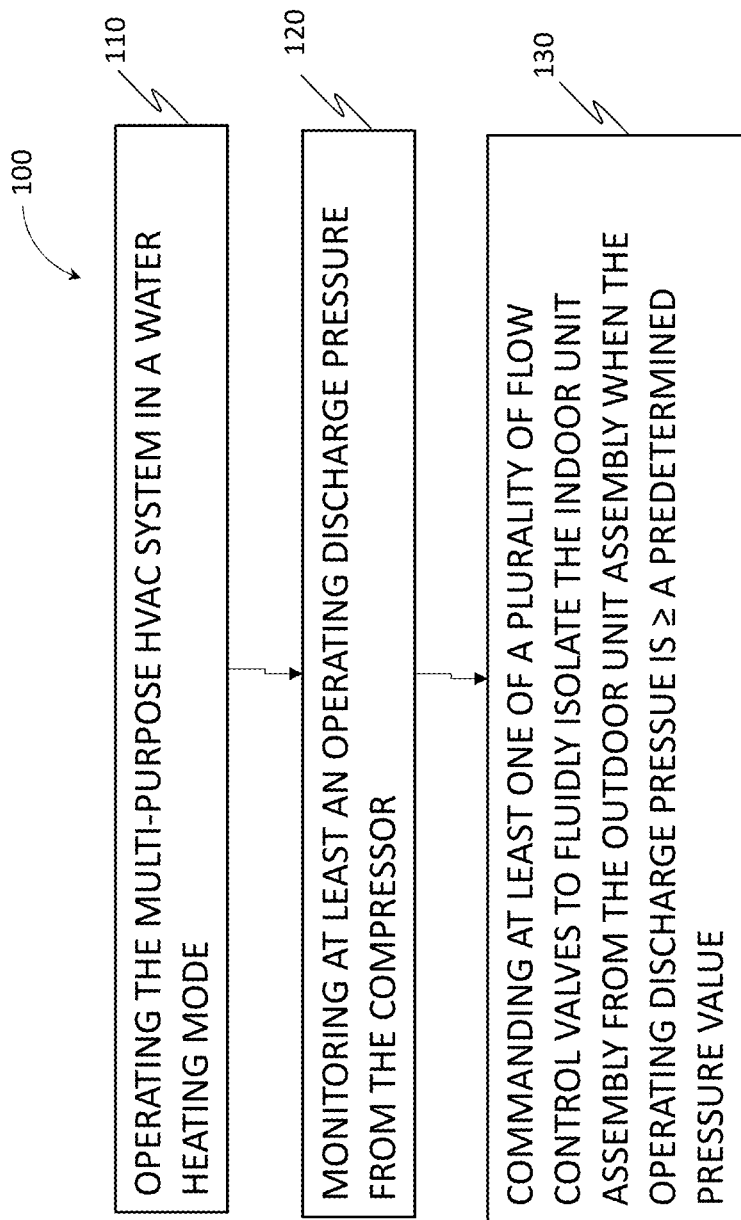 100
110
OPERATING THE MULTI-PURPOSE HVAC SYSTEM IN A WATER
HEATING MODE
120
MONITORING AT LEAST AN OPERATING DISCHARGE PRESSURE
FROM THE COMPRESSOR
130
COMMANDING AT LEAST ONE OF A PLURALITY OF FLOW
CONTROL VALVES TO FLUIDLY ISOLATE THE INDOOR UNIT
ASSEMBLY FROM THE OUTDOOR UNIT ASSEMBLY WHEN THE
OPERATING DISCHARGE PRESSUE IS ≥ A PREDETERMINED
PRESSURE VALUE